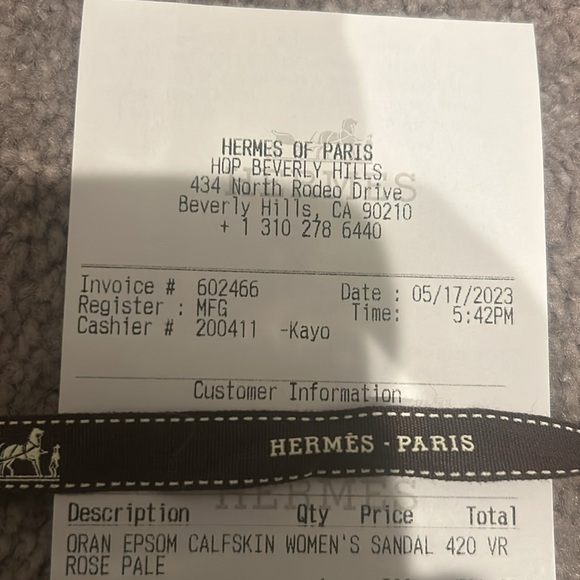 HERMES OF PARIS
HOP BEVERLY HILLS
434 North Rodeo Drive
Beverly Hills, CA 90210
+ 1 310 278 6440
HERMES
Invoice # 602466 Date : 05/17/2023
Register : MFG Time: 5:42PM
Cashier # 200411 -Kayo
Customer Information
HERMÈS - PARIS
HERMES
Description Qty Price Total
ORAN EPSOM CALFSKIN WOMEN'S SANDAL 420 VR
ROSE PALE